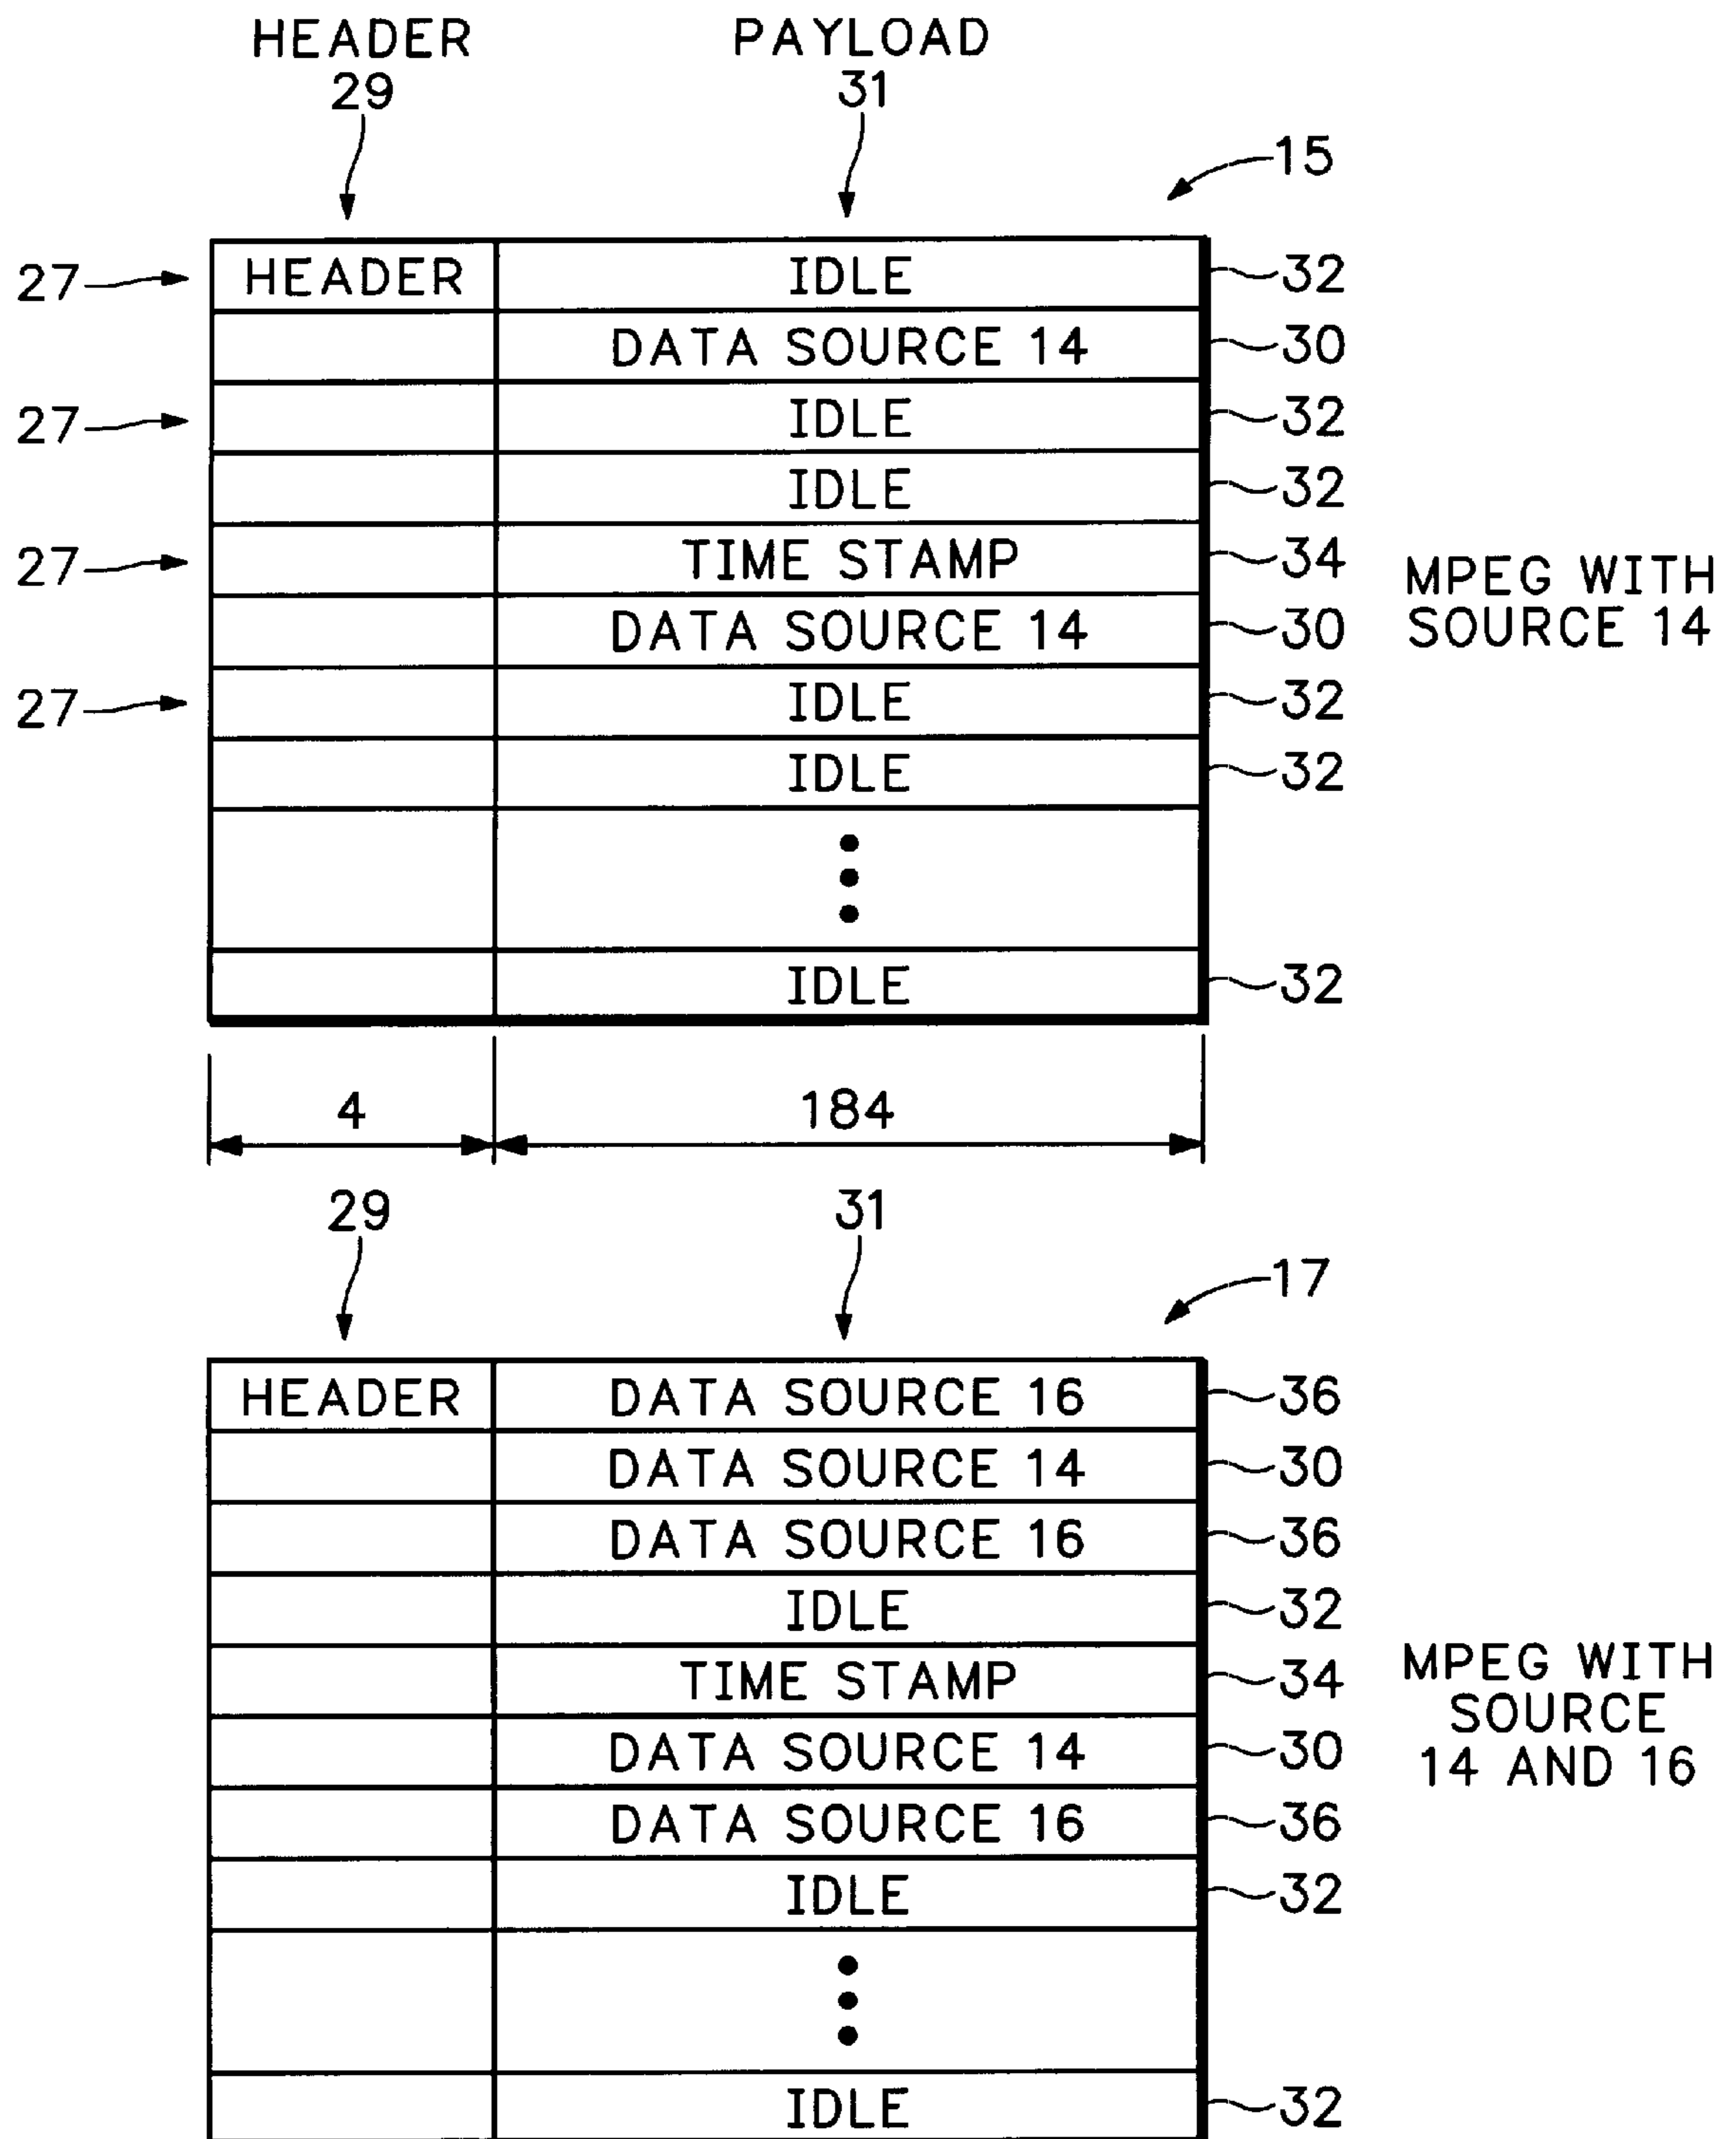 HEADER PAYLOAD
29 31
15
27 HEADER IDLE 32
DATA SOURCE 14 30
27 IDLE 32
IDLE 32
27 TIME STAMP 34
MPEG WITH
SOURCE 14
DATA SOURCE 14 30
27 IDLE 32
IDLE 32
IDLE 32
4 184
29 31
17
HEADER DATA SOURCE 16 36
DATA SOURCE 14 30
DATA SOURCE 16 36
IDLE 32
TIME STAMP 34
MPEG WITH
SOURCE
14 AND 16
DATA SOURCE 14 30
DATA SOURCE 16 36
IDLE 32
IDLE 32